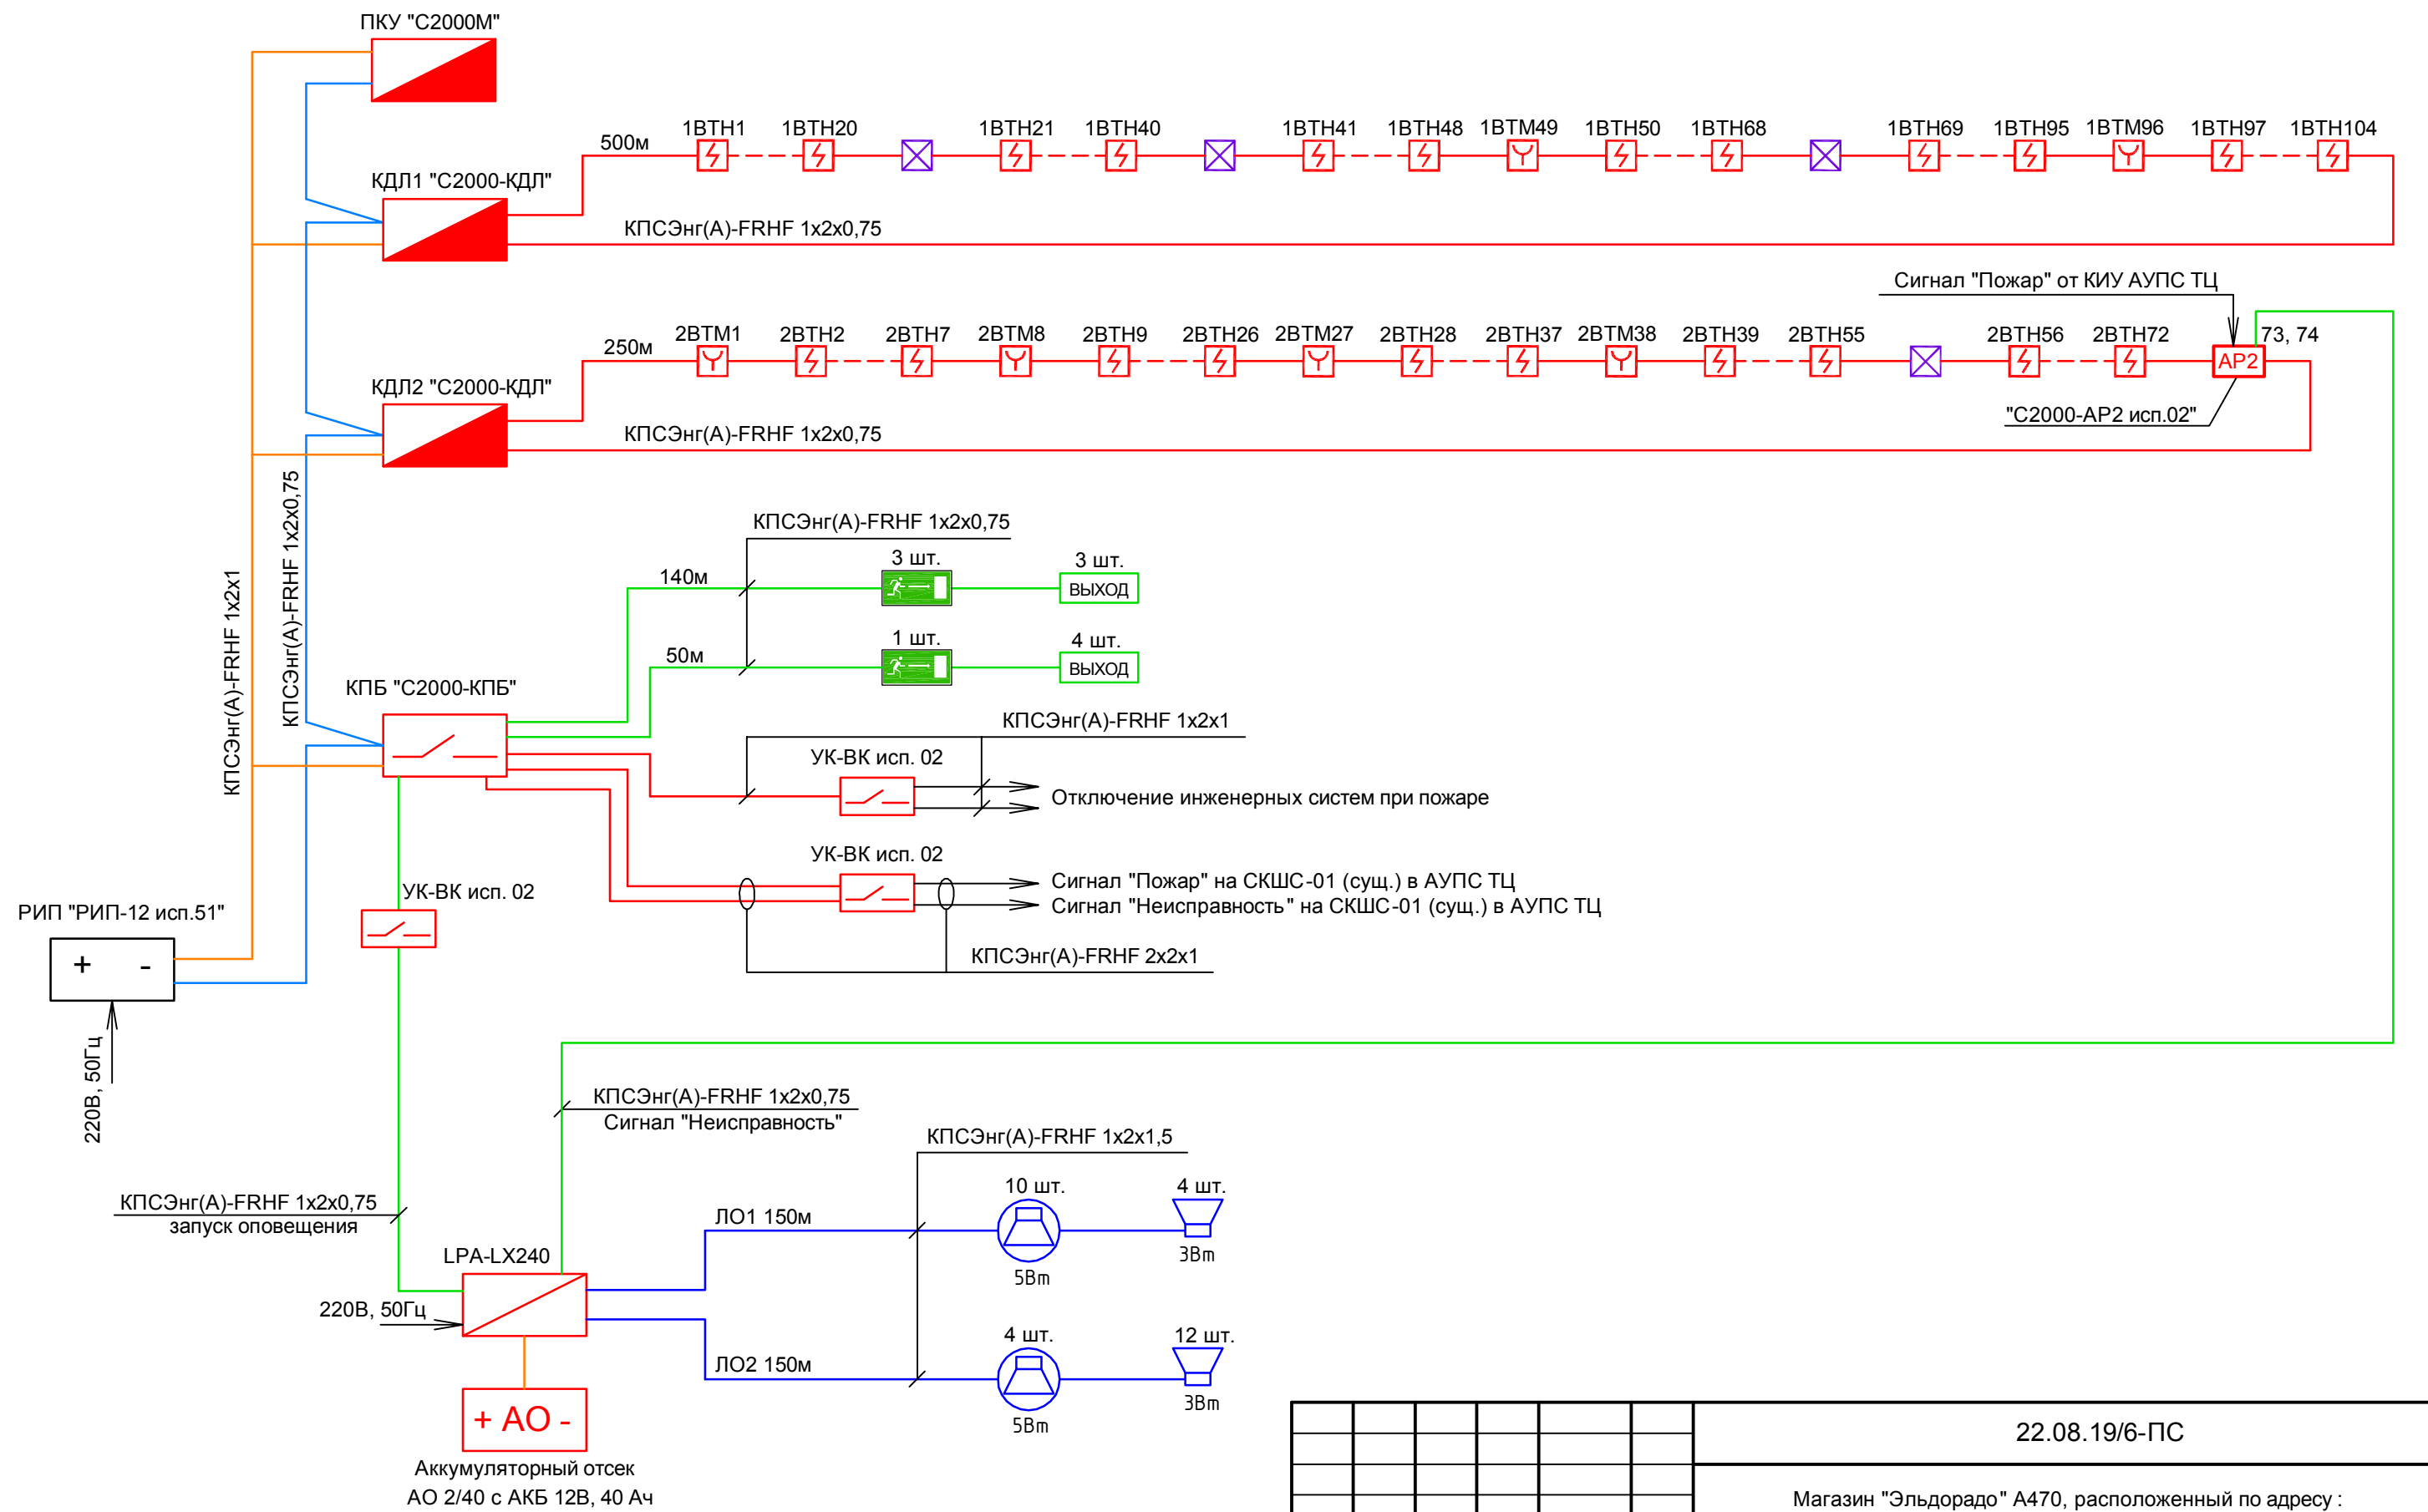 ПКУ "С2000М"
500м
1ВТН1
1ВТН20
1ВТН21
1ВТН40
1ВТН41
1ВТН48
1ВТМ49
1ВТН50
1ВТН68
1ВТН69
1ВТН95
1ВТМ96
1ВТН97
1ВТН104
КДЛ1 "С2000-КДЛ"
КПСЭнг(А)-FRHF 1х2х0,75
Сигнал "Пожар" от КИУ АУПС ТЦ
250м
2ВТМ1
2ВТН2
2ВТН7
2ВТМ8
2ВТН9
2ВТН26
2ВТМ27
2ВТН28
2ВТН37
2ВТМ38
2ВТН39
2ВТН55
2ВТН56
2ВТН72
73, 74
АР2
КДЛ2 "С2000-КДЛ"
"С2000-АР2 исп.02"
КПСЭнг(А)-FRHF 1х2х0,75
КПСЭнг(А)-FRHF 1х2х1
КПСЭнг(А)-FRHF 1х2х0,75
КПСЭнг(А)-FRHF 1х2х0,75
140м
3 шт.
3 шт.
ВЫХОД
50м
1 шт.
4 шт.
ВЫХОД
КПБ "С2000-КПБ"
КПСЭнг(А)-FRHF 1х2х1
УК-ВК исп. 02
Отключение инженерных систем при пожаре
УК-ВК исп. 02
Сигнал "Пожар" на СКШС-01 (сущ.) в АУПС ТЦ
Сигнал "Неисправность" на СКШС-01 (сущ.) в АУПС ТЦ
КПСЭнг(А)-FRHF 2х2х1
УК-ВК исп. 02
РИП "РИП-12 исп.51"
+ -
220В, 50Гц
КПСЭнг(А)-FRHF 1х2х0,75
Сигнал "Неисправность"
КПСЭнг(А)-FRHF 1х2х1,5
КПСЭнг(А)-FRHF 1х2х0,75
запуск оповещения
ЛО1 150м
10 шт.
5Вт
4 шт.
3Вт
LPA-LX240
220В, 50Гц
ЛО2 150м
4 шт.
5Вт
12 шт.
3Вт
+ АО -
Аккумуляторный отсек
АО 2/40 с АКБ 12В, 40 Ач
22.08.19/6-ПС
Магазин "Эльдорадо" А470, расположенный по адресу :